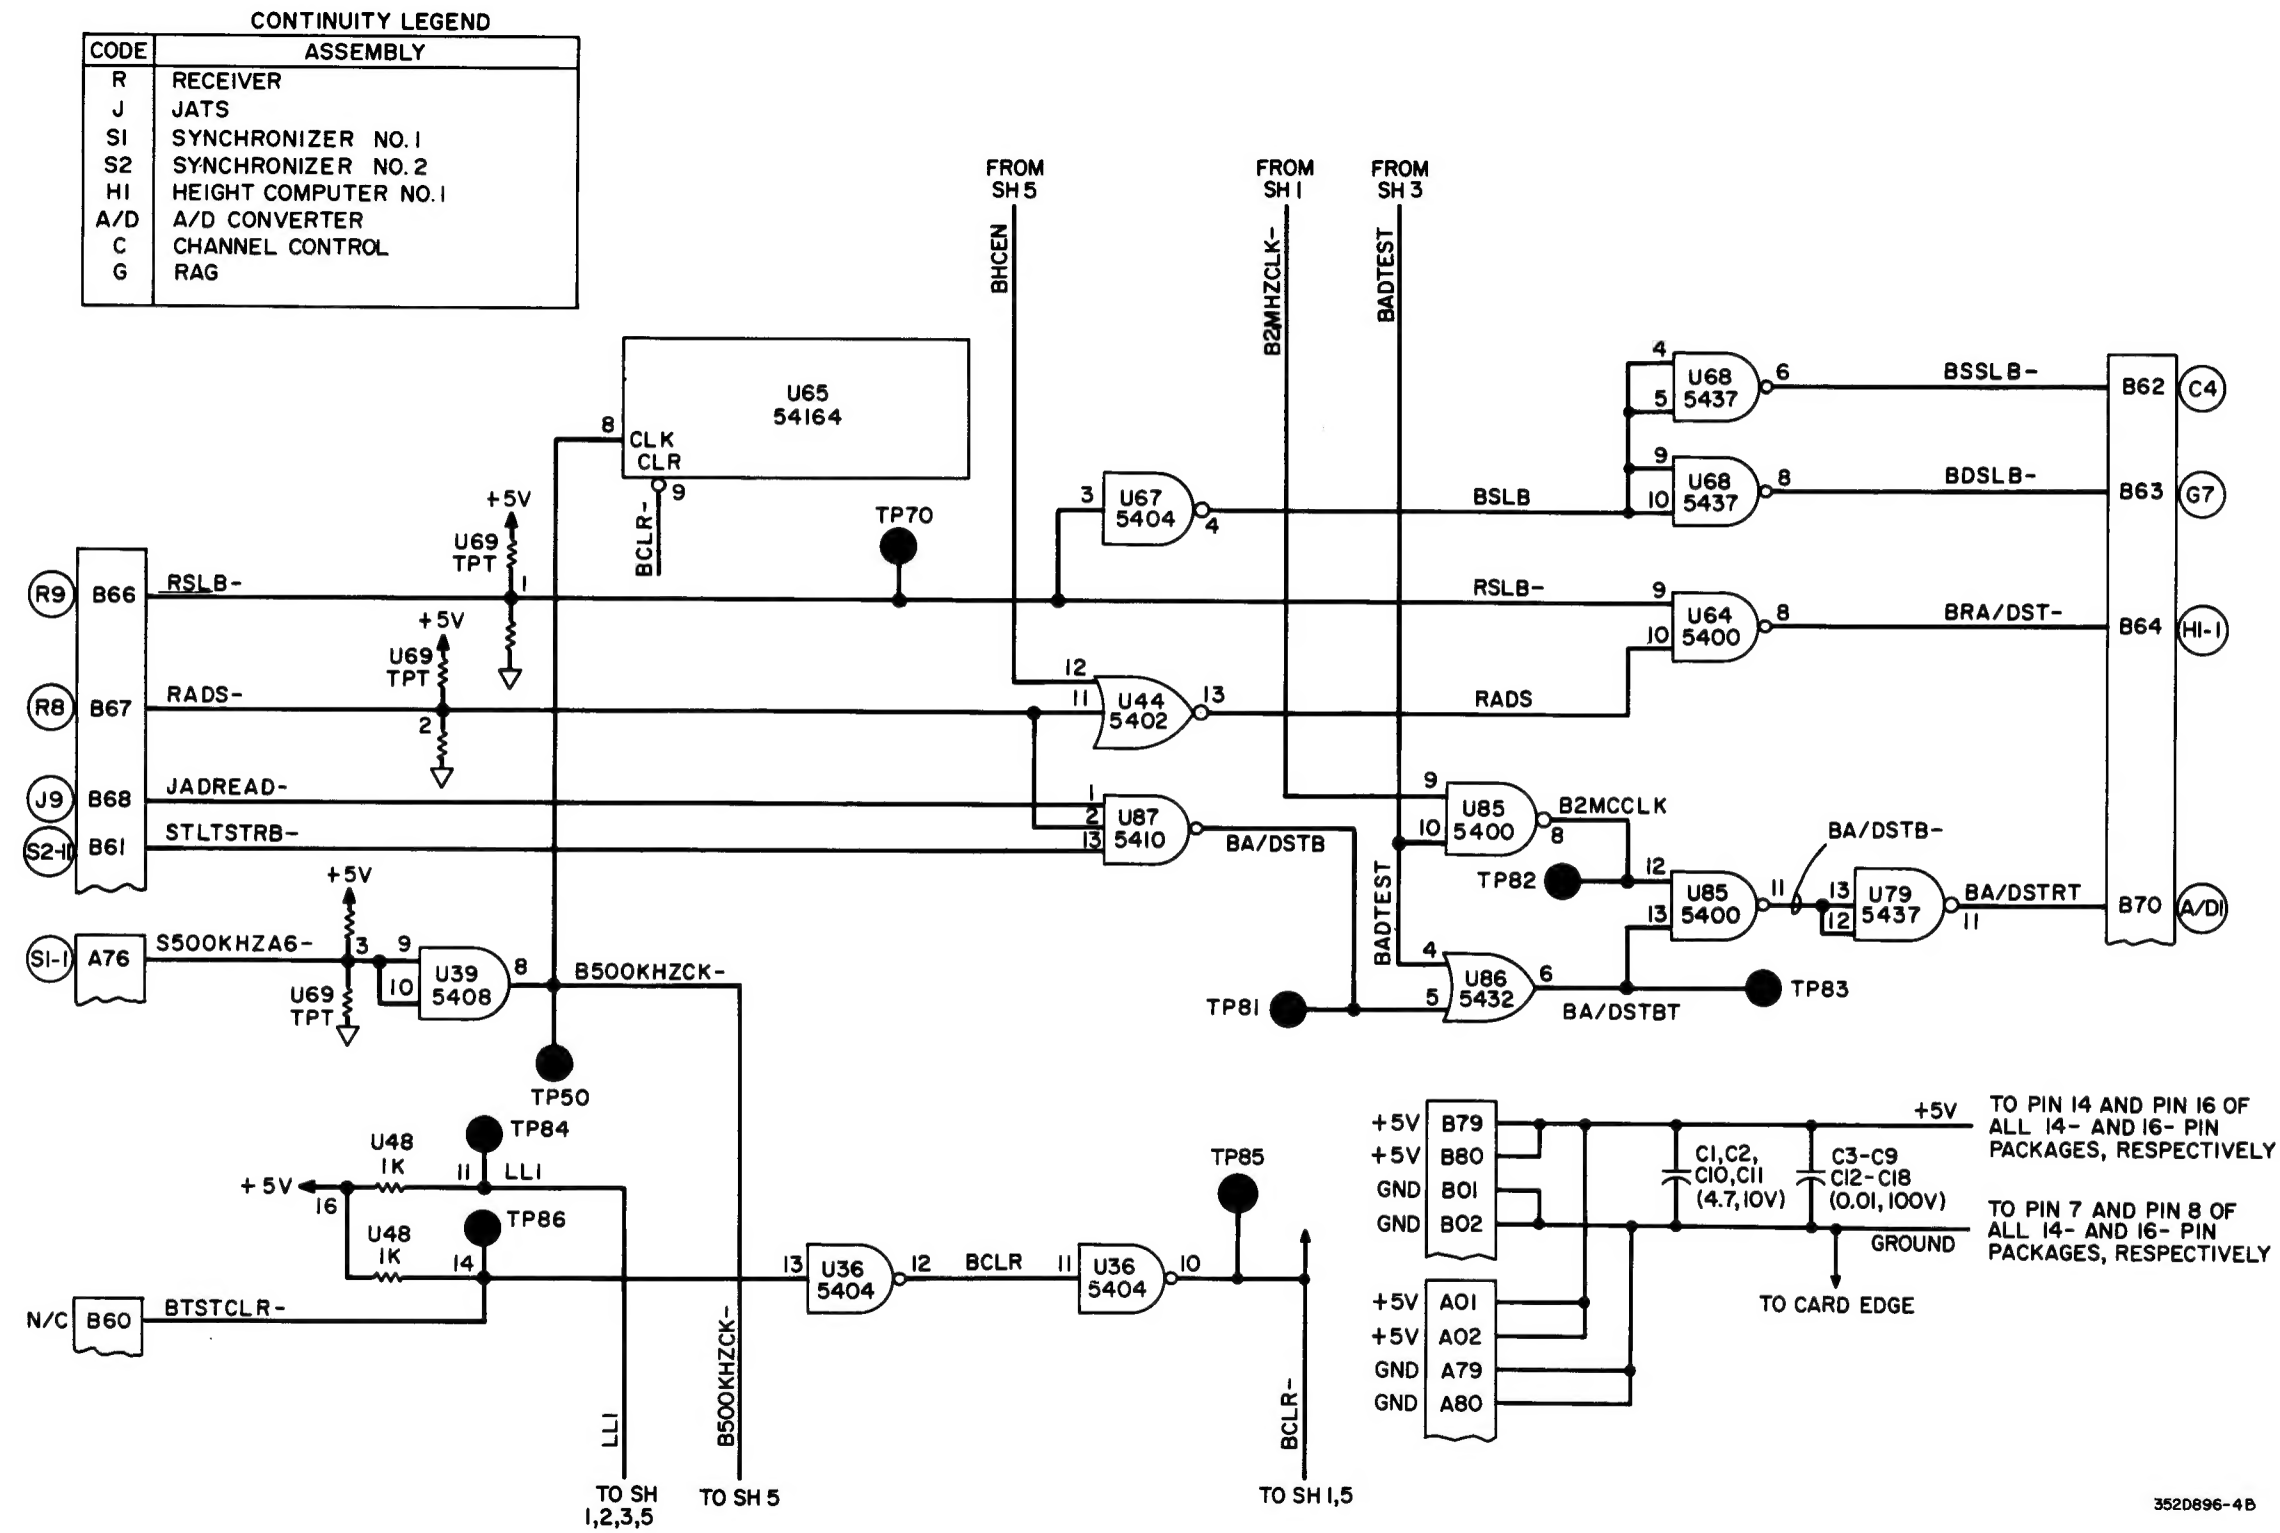 CONTINUITY LEGEND
CODE ASSEMBLY
R RECEIVER
J JATS
S1 SYNCHRONIZER NO. 1
S2 SYNCHRONIZER NO. 2
H1 HEIGHT COMPUTER NO. 1
A/D A/D CONVERTER
C CHANNEL CONTROL
G RAG
FROM SH 5
FROM SH 1
FROM SH 3
BHCEN
B2MHZCLK-
BADTEST
U65
54164
8 CLK
CLR
9
BCLR-
4
5
U68
5437
6
BSSLB-
B62
C4
9
10
U68
5437
8
BDSLB-
B63
G7
3
U67
5404
4
BSLB
TP70
+5V
U69
TPT
1
R9
B66
RSLB-
RSLB-
9
10
U64
5400
8
BRA/DST-
B64
H1-1
+5V
U69
TPT
2
R8
B67
RADS-
12
11
U44
5402
13
RADS
J9
B68
JADREAD-
S2-11
B61
STLTSTRB-
1
2
13
U87
5410
BA/DSTB
9
10
U85
5400
8
B2MCCLK
TP82
BADTEST
12
13
U85
5400
11
BA/DSTB-
13
12
U79
5437
11
BA/DSTRT
B70
A/D1
+5V
S1-1
A76
S500KHZA6-
3
U69
TPT
9
10
U39
5408
8
B500KHZCK-
TP50
TP81
4
5
U86
5432
6
BA/DSTBT
TP83
TP84
U48
1K
11
LL1
+5V
16
TP86
U48
1K
14
N/C
B60
BTSTCLR-
13
U36
5404
12
BCLR
11
U36
5404
10
TP85
LL1
B500KHZCK-
BCLR-
TO SH
1,2,3,5
TO SH 5
TO SH 1,5
+5V B79
+5V B80
GND B01
GND B02
+5V A01
+5V A02
GND A79
GND A80
C1,C2,
C10,C11
(4.7,10V)
C3-C9
C12-C18
(0.01,100V)
+5V
TO PIN 14 AND PIN 16 OF
ALL 14- AND 16- PIN
PACKAGES, RESPECTIVELY
GROUND
TO PIN 7 AND PIN 8 OF
ALL 14- AND 16- PIN
PACKAGES, RESPECTIVELY
TO CARD EDGE
352D896-4B